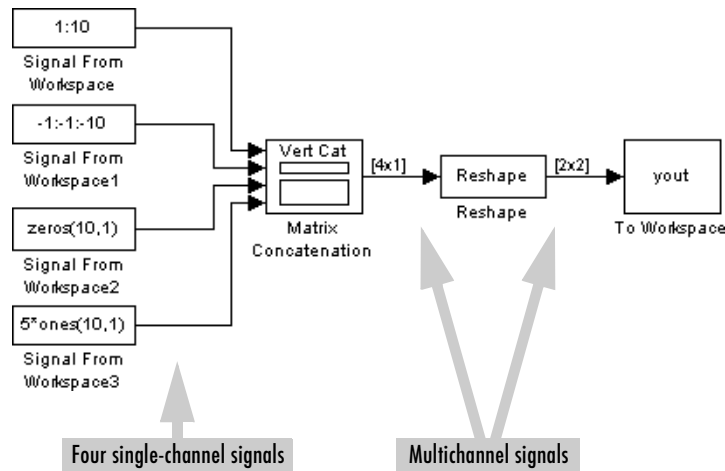 1:10
Signal From
Workspace
-1:-1:-10
Signal From
Workspace1
zeros(10,1)
Signal From
Workspace2
5*ones(10,1)
Signal From
Workspace3
Vert Cat
Matrix
Concatenation
[4x1]
Reshape
Reshape
[2x2]
yout
To Workspace
Four single-channel signals
Multichannel signals